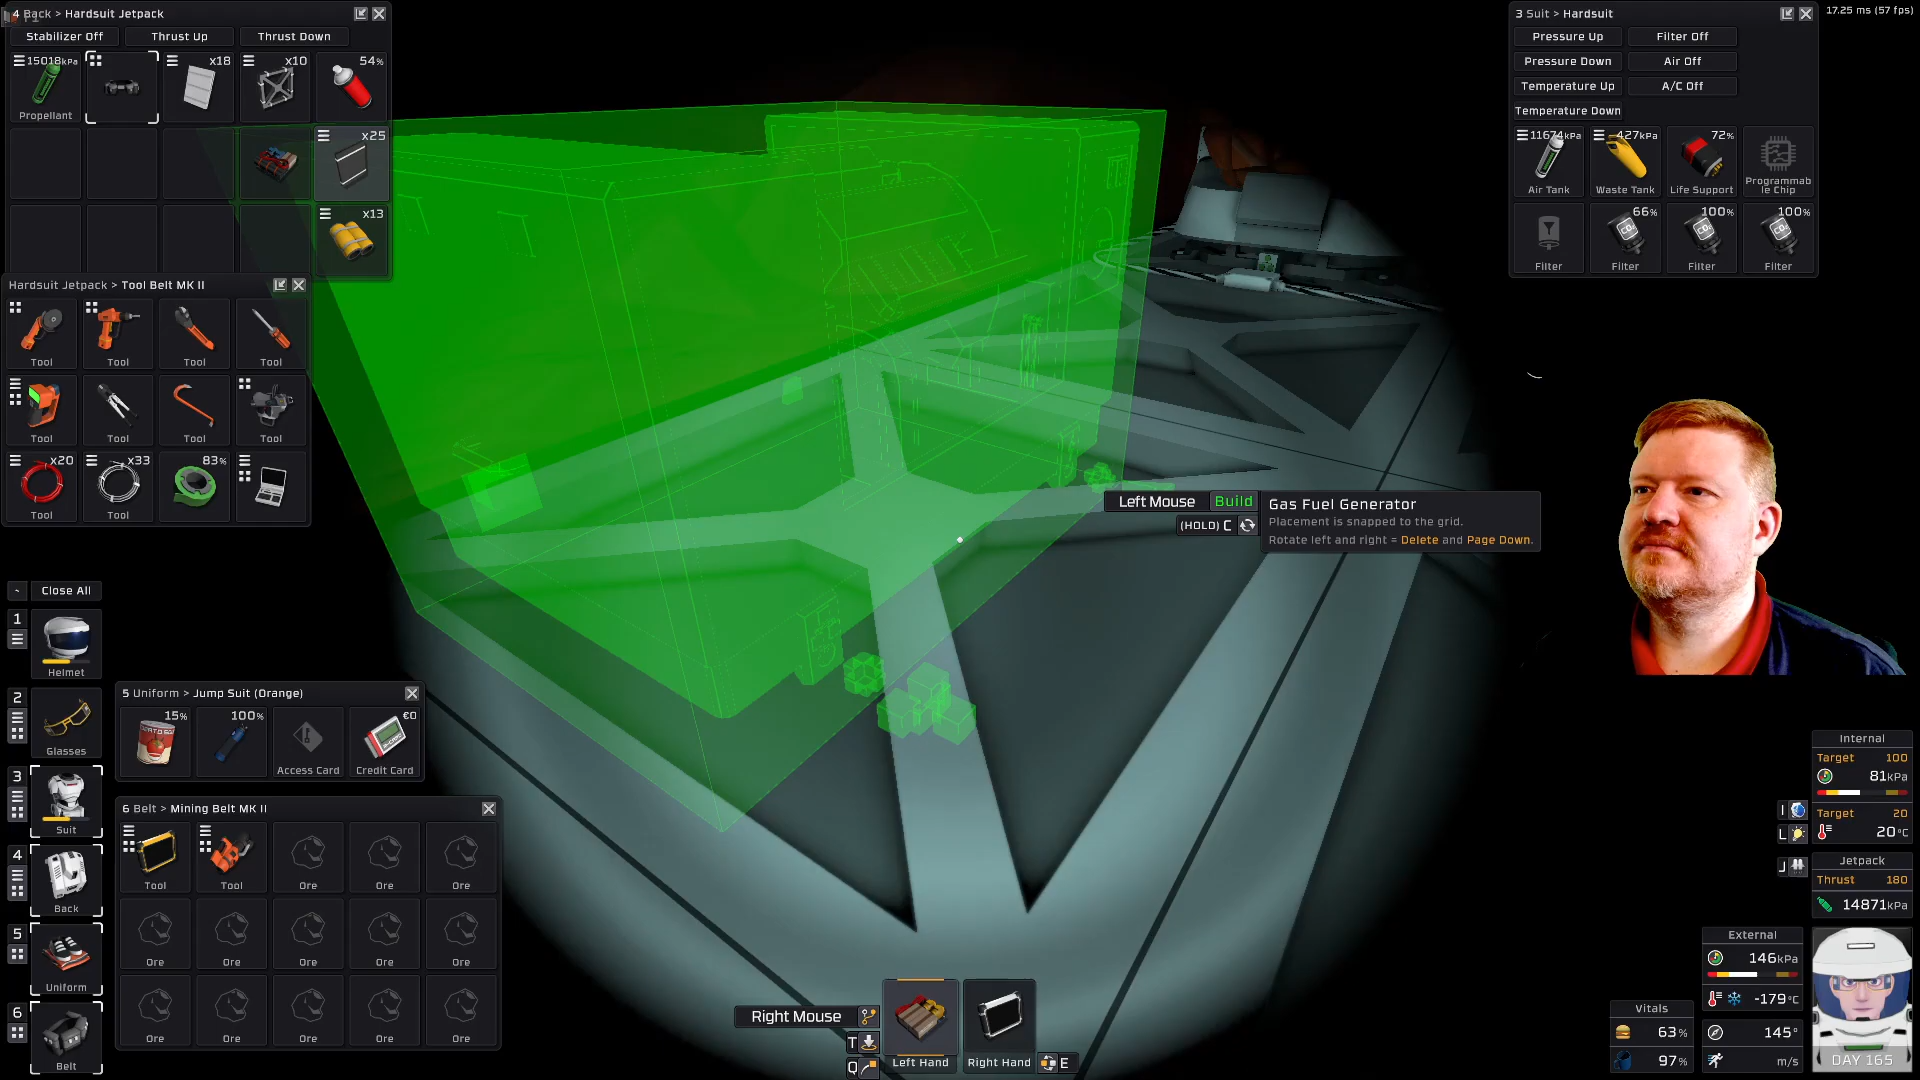 4 Back > Hardsuit Jetpack
Stabilizer Off
Thrust Up
Thrust Down
15018kPa
x18
x10
54%
Propellant
x25
x13
Hardsuit Jetpack > Tool Belt MK II
Tool
Tool
Tool
Tool
Tool
Tool
Tool
Tool
x20
x33
83%
Tool
Tool
~
Close All
1
Helmet
2
Glasses
3
Suit
4
Back
5
Uniform
6
Belt
5 Uniform > Jump Suit (Orange)
15%
100%
€0
Access Card
Credit Card
6 Belt > Mining Belt MK II
Tool
Tool
Ore
Ore
Ore
Ore
Ore
Ore
Ore
Ore
Ore
Ore
Ore
Ore
Ore
Left Mouse
Build
(HOLD) C
Gas Fuel Generator
Placement is snapped to the grid.
Rotate left and right = Delete and Page Down.
Right Mouse
T
Q
Left Hand
Right Hand
E
3 Suit > Hardsuit
Pressure Up
Filter Off
Pressure Down
Air Off
Temperature Up
A/C Off
Temperature Down
11674kPa
427kPa
72%
Air Tank
Waste Tank
Life Support
Programmab
le Chip
66%
100%
100%
Filter
Filter
Filter
Filter
17.25 ms (57 fps)
Internal
Target 100
81kPa
Target 20
20°C
I
L
J
Jetpack
Thrust 180
14871kPa
External
146kPa
-179°C
145°
m/s
Vitals
63%
97%
DAY 165